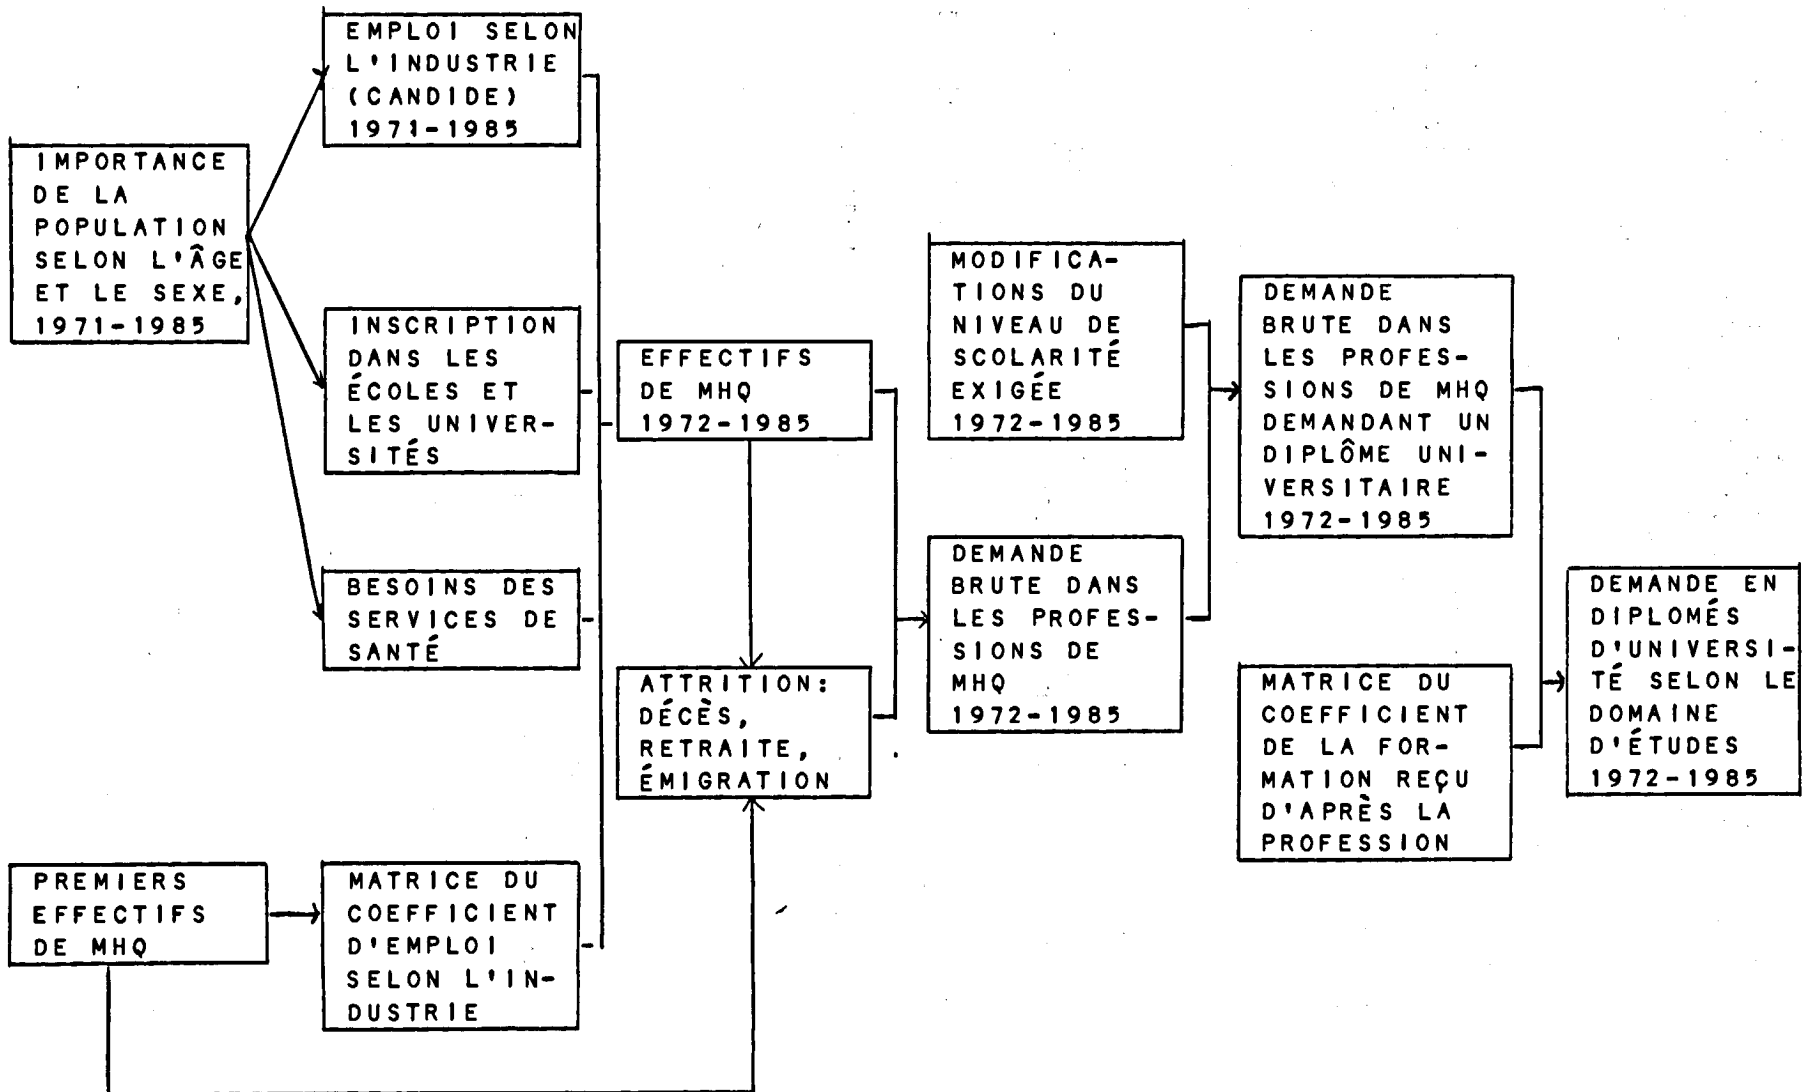 EMPLOI SELON
L'INDUSTRIE
(CANDIDE)
1971-1985
IMPORTANCE
DE LA
POPULATION
SELON L'ÂGE
ET LE SEXE,
1971-1985
INSCRIPTION
DANS LES
ÉCOLES ET
LES UNIVER-
SITÉS
BESOINS DES
SERVICES DE
SANTÉ
PREMIERS
EFFECTIFS
DE MHQ
MATRICE DU
COEFFICIENT
D'EMPLOI
SELON L'IN-
DUSTRIE
EFFECTIFS
DE MHQ
1972-1985
ATTRITION:
DÉCÈS,
RETRAITE,
ÉMIGRATION
MODIFICA-
TIONS DU
NIVEAU DE
SCOLARITÉ
EXIGÉE
1972-1985
DEMANDE
BRUTE DANS
LES PROFES-
SIONS DE
MHQ
1972-1985
DEMANDE
BRUTE DANS
LES PROFES-
SIONS DE MHQ
DEMANDANT UN
DIPLÔME UNI-
VERSITAIRE
1972-1985
MATRICE DU
COEFFICIENT
DE LA FOR-
MATION REÇU
D'APRÈS LA
PROFESSION
DEMANDE EN
DIPLOMÉS
D'UNIVERSI-
TÉ SELON LE
DOMAINE
D'ÉTUDES
1972-1985